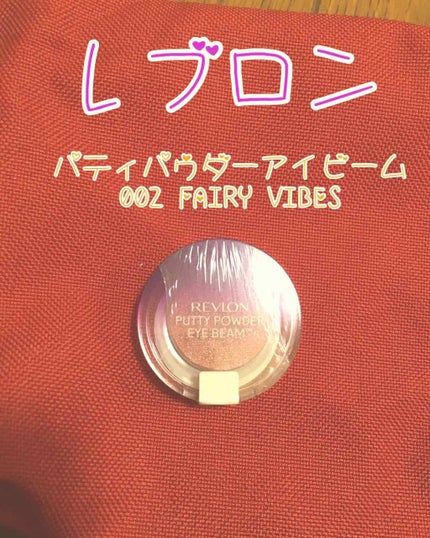 レブロン
パティパウダーアイビーム
002 FAIRY VIBES
REVLON
PUTTY POWDER
EYE BEAM™